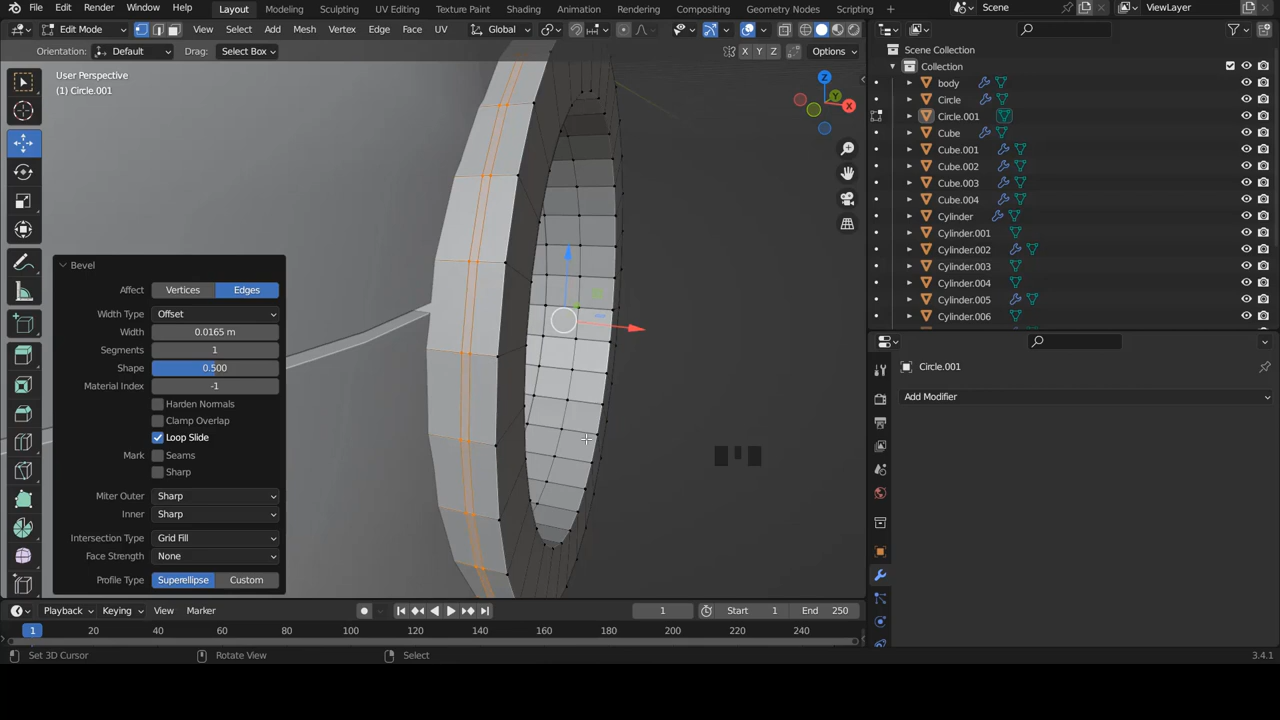 File Edit Render Window Help Layout Modeling Sculpting UV Editing Texture Paint Shading Animation Rendering Compositing Geometry Nodes Scripting Scene ViewLayer
Edit Mode View Select Add Mesh Vertex Edge Face UV Global
Orientation: Default Drag: Select Box X Y Z Options
User Perspective
(1) Circle.001
Z
Y
X
Bevel
Affect Vertices Edges
Width Type Offset
Width 0.0165 m
Segments 1
Shape 0.500
Material Index -1
Harden Normals
Clamp Overlap
Loop Slide
Mark Seams
Sharp
Miter Outer Sharp
Inner Sharp
Intersection Type Grid Fill
Face Strength None
Profile Type Superellipse Custom
Scene Collection
Collection
body
Circle
Circle.001
Cube
Cube.001
Cube.002
Cube.003
Cube.004
Cylinder
Cylinder.001
Cylinder.002
Cylinder.003
Cylinder.004
Cylinder.005
Cylinder.006
Circle.001
Add Modifier
Playback Keying View Marker 1 Start 1 End 250
1 20 40 60 80 100 120 140 160 180 200 220 240
Set 3D Cursor Rotate View Select 3.4.1